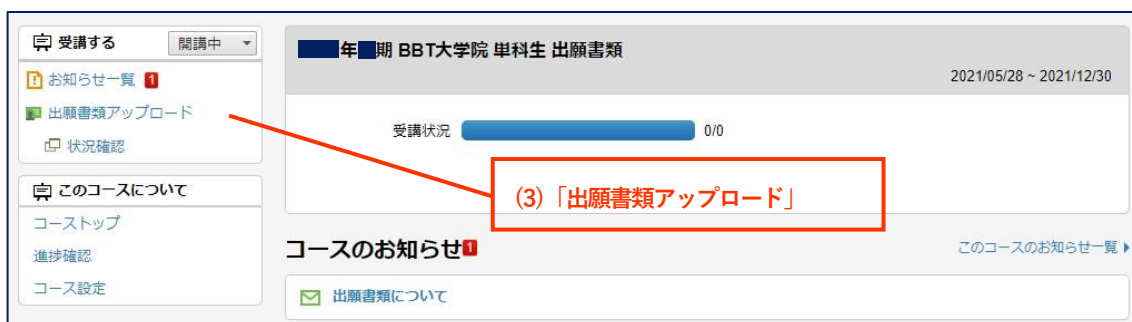 受講する
開講中
お知らせ一覧 1
出願書類アップロード
状況確認
このコースについて
コーストップ
進捗確認
コース設定
年 期 BBT大学院 単科生 出願書類
2021/05/28 ~ 2021/12/30
受講状況 0/0
(3)「出願書類アップロード」
コースのお知らせ1
このコースのお知らせ一覧
出願書類について